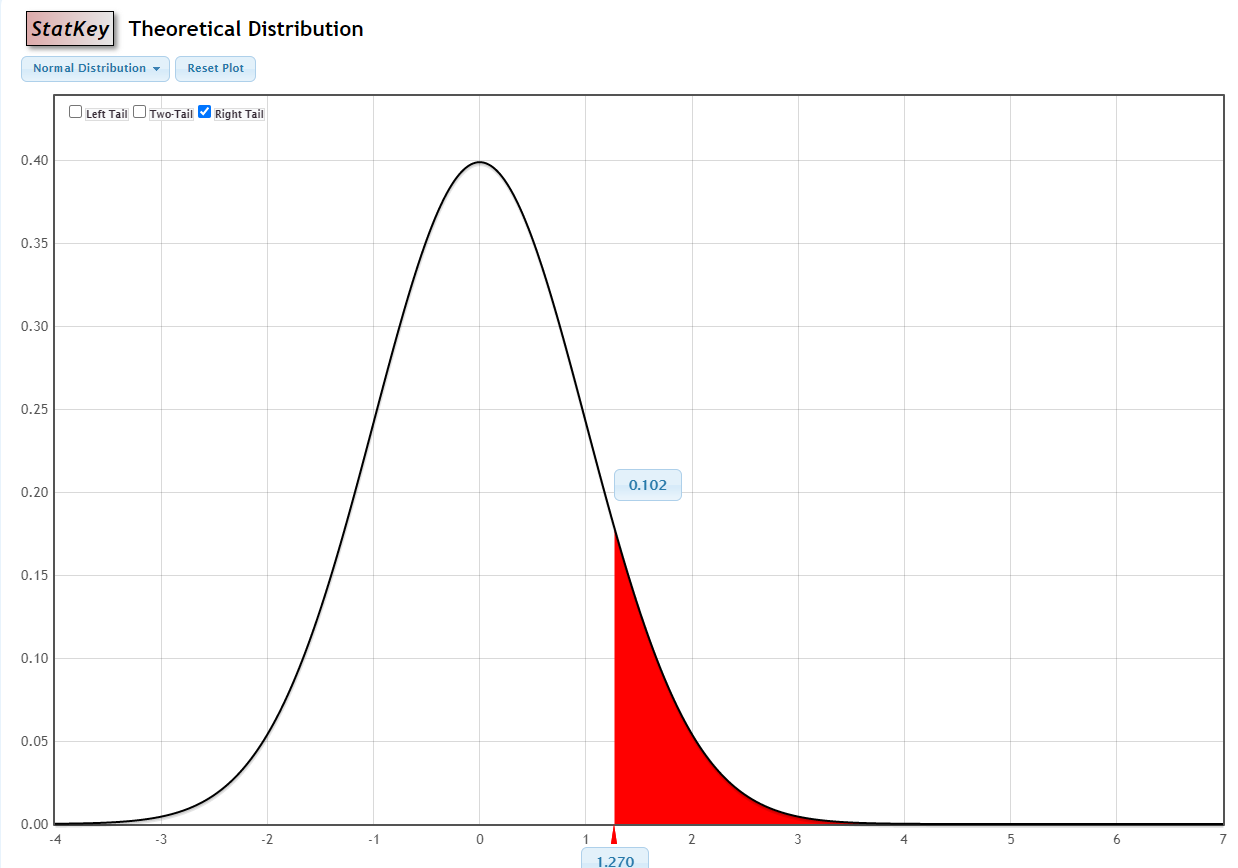 StatKey Theoretical Distribution
Normal Distribution Reset Plot
Left Tail Two-Tail Right Tail
0.40
0.35
0.30
0.25
0.102
0.20
0.15
0.10
0.05
0.00
-4 -3 -2 -1 0 1 2 3 4 5 6 7
1.270